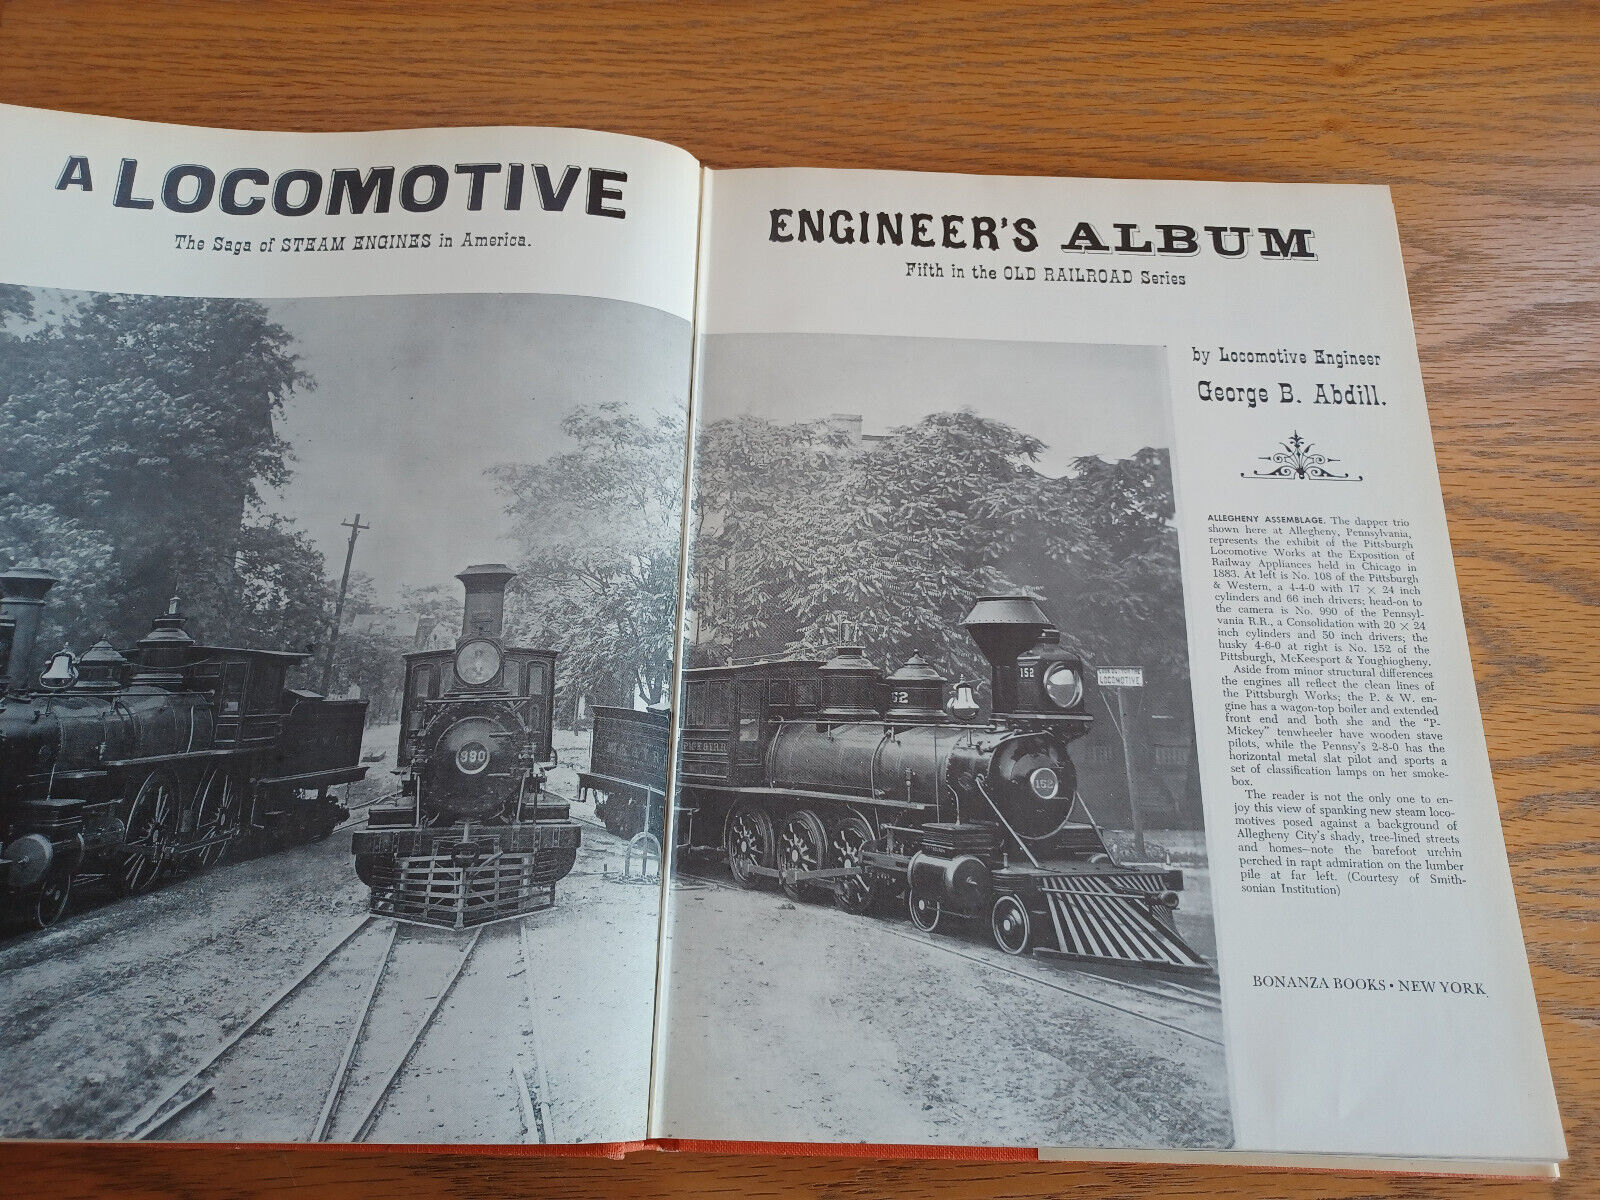 A LOCOMOTIVE
The Saga of STEAM ENGINES in America.
ENGINEER'S ALBUM
Fifth in the OLD RAILROAD Series
by Locomotive Engineer
George B. Abdill.
ALLEGHENY ASSEMBLAGE. The dapper trio
shown here at Allegheny, Pennsylvania,
represents the exhibit of the Pittsburgh
Locomotive Works at the Exposition of
Railway Appliances held in Chicago in
1883. At left is No. 108 of the Pittsburgh
& Western, a 4-4-0 with 17 × 24 inch
cylinders and 66 inch drivers; head-on to
the camera is No. 990 of the Pennsyl-
vania R.R., a Consolidation with 20 × 24
inch cylinders and 50 inch drivers; the
husky 4-6-0 at right is No. 152 of the
Pittsburgh, McKeesport & Youghiogheny.
Aside from minor structural differences
the engines all reflect the clean lines of
the Pittsburgh Works; the P. & W. en-
gine has a wagon-top boiler and extended
front end and both she and the "P-
Mickey" tenwheeler have wooden stave
pilots, while the Pennsy's 2-8-0 has the
horizontal metal slat pilot and sports a
set of classification lamps on her smoke-
box.
The reader is not the only one to en-
joy this view of spanking new steam loco-
motives posed against a background of
Allegheny City's shady, tree-lined streets
and homes—note the barefoot urchin
perched in rapt admiration on the lumber
pile at far left. (Courtesy of Smith-
sonian Institution)
BONANZA BOOKS • NEW YORK
990
152
52
152
LOCOMOTIVE